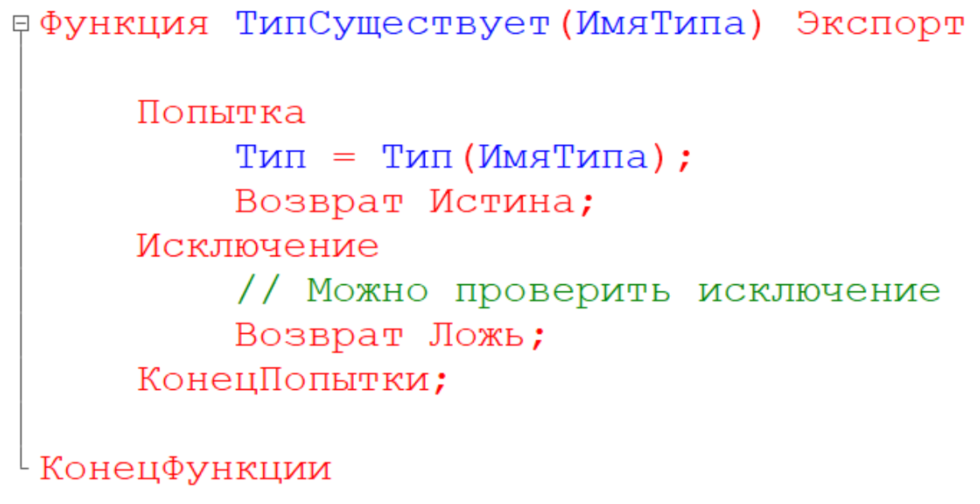 Функция ТипСуществует(ИмяТипа) Экспорт
Попытка
Тип = Тип(ИмяТипа);
Возврат Истина;
Исключение
// Можно проверить исключение
Возврат Ложь;
КонецПопытки;
КонецФункции